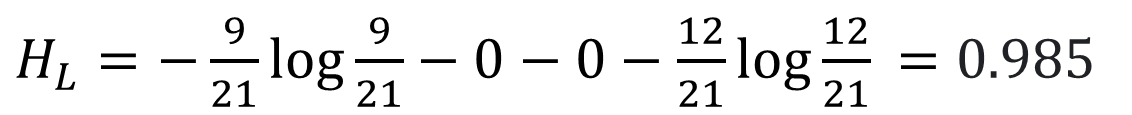 H_L = − 9/21 log 9/21 − 0 − 0 − 12/21 log 12/21 = 0.985